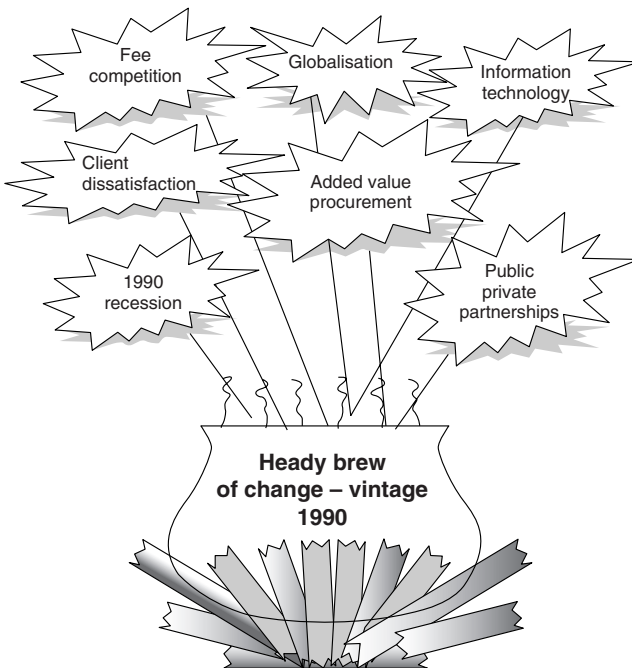 Fee
competition
Globalisation
Information
technology
Client
dissatisfaction
Added value
procurement
1990
recession
Public
private
partnerships
Heady brew
of change – vintage
1990